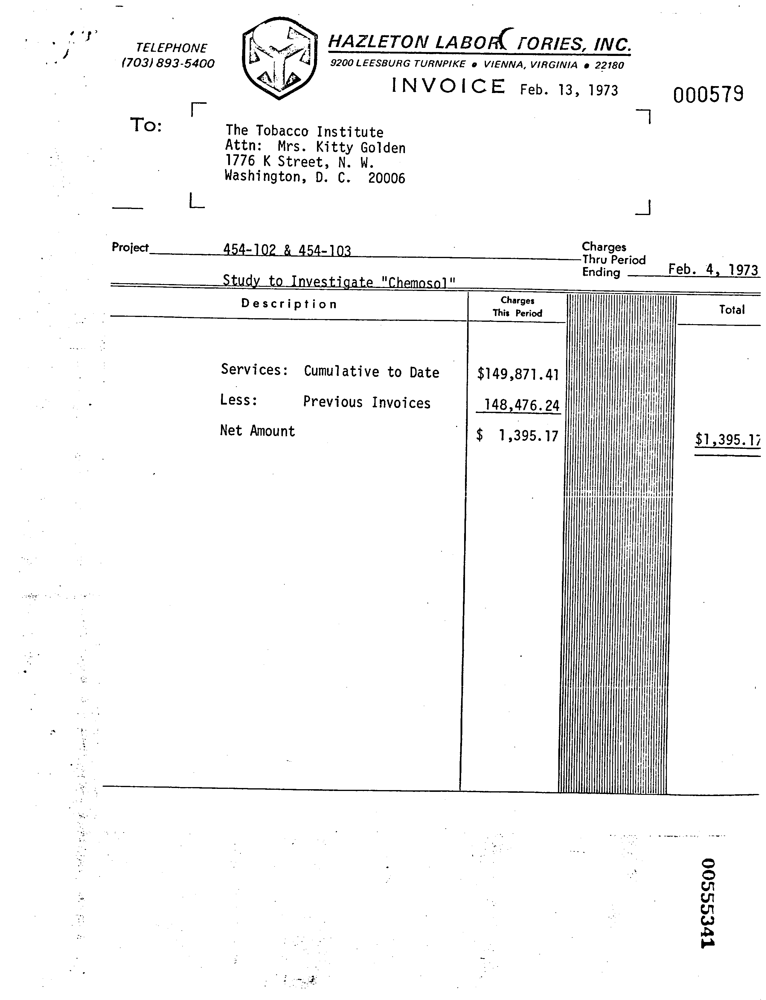 TELEPHONE
(703) 893-5400
HAZLETON LABOR TORIES, INC.
9200 LEESBURG TURNPIKE • VIENNA, VIRGINIA • 22180
INVOICE Feb. 13, 1973
000579
To:
The Tobacco Institute
Attn: Mrs. Kitty Golden
1776 K Street, N. W.
Washington, D. C. 20006
Project 454-102 & 454-103
Charges
Thru Period
Ending Feb. 4, 1973
Study to Investigate "Chemosol"
Description
Charges
This Period
Total
Services: Cumulative to Date $149,871.41
Less: Previous Invoices 148,476.24
Net Amount $ 1,395.17 $1,395.17
00555341